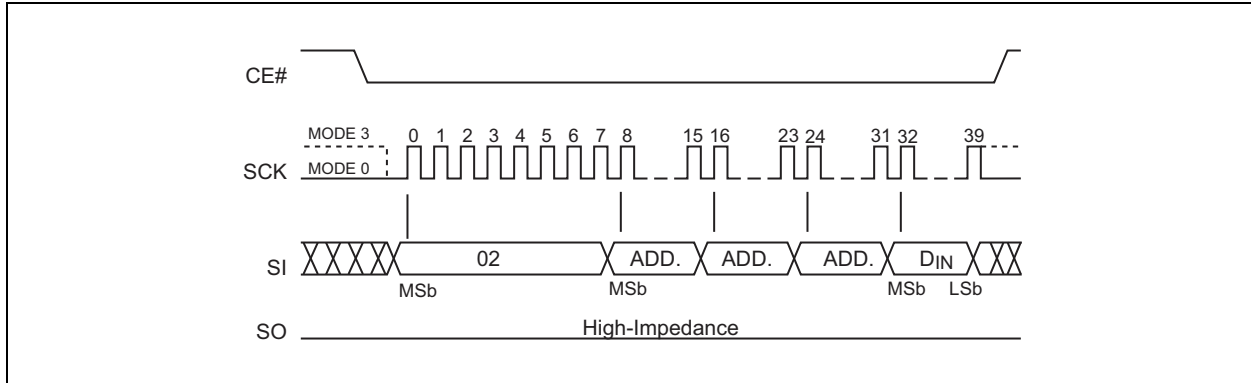 CE#
MODE 3
0 1 2 3 4 5 6 7 8 15 16 23 24 31 32 39
SCK MODE 0
SI 02 ADD. ADD. ADD. DIN
MSb MSb MSb LSb
SO High-Impedance